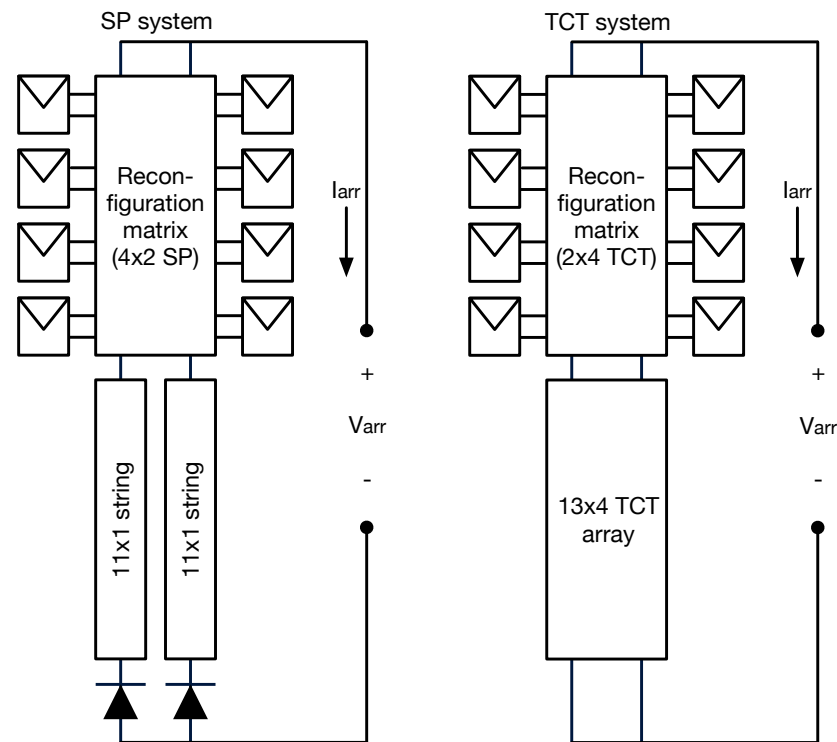 SP system
Recon-
figuration
matrix
(4x2 SP)
Iarr
+
Varr
-
11x1 string
11x1 string
TCT system
Recon-
figuration
matrix
(2x4 TCT)
Iarr
+
Varr
-
13x4 TCT
array